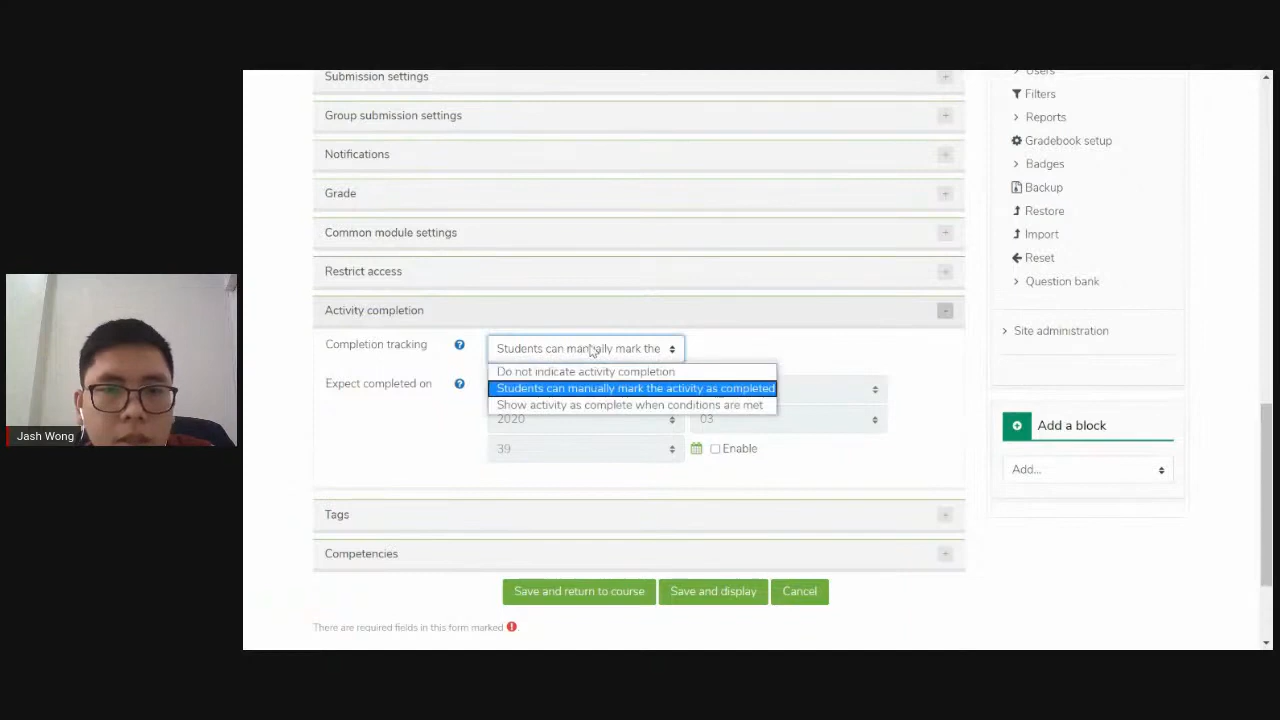 Submission settings
Group submission settings
Notifications
Grade
Common module settings
Restrict access
Activity completion
Completion tracking
Students can manually mark the
Do not indicate activity completion
Students can manually mark the activity as completed
Show activity as complete when conditions are met
Expect completed on
2020
03
39
Enable
Tags
Competencies
Save and return to course
Save and display
Cancel
There are required fields in this form marked
Users
Filters
Reports
Gradebook setup
Badges
Backup
Restore
Import
Reset
Question bank
Site administration
Add a block
Add...
Jash Wong